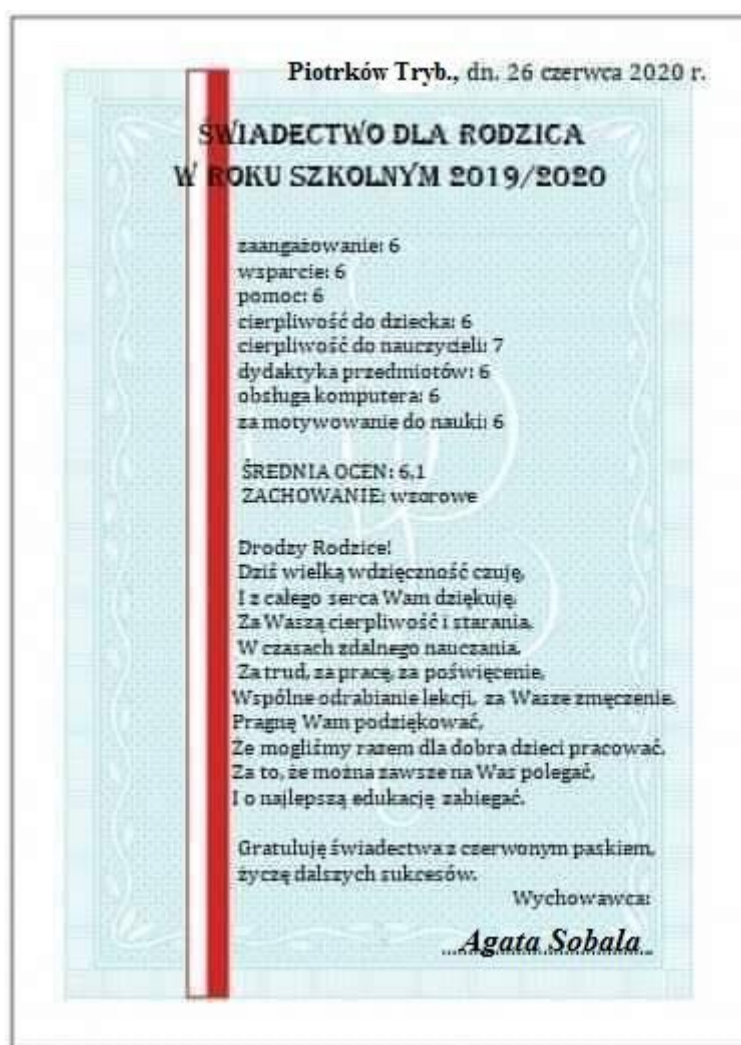 Piotrków Tryb., dn. 26 czerwca 2020 r.
ŚWIADECTWO DLA RODZICA
W ROKU SZKOLNYM 2019/2020
zaangażowanie: 6
wsparcie: 6
pomoc: 6
cierpliwość do dziecka: 6
cierpliwość do nauczycieli: 7
dydaktyka przedmiotów: 6
obsługa komputera: 6
za motywowanie do nauki: 6
ŚREDNIA OCEN: 6,1
ZACHOWANIE: wzorowe
Drodzy Rodzice!
Dziś wielką wdzięczność czuję,
I z całego serca Wam dziękuję.
Za Waszą cierpliwość i starania,
W czasach zdalnego nauczania.
Za trud, za pracę, za poświęcenie,
Wspólne odrabianie lekcji, za Wasze zmęczenie.
Pragnę Wam podziękować,
Że mogliśmy razem dla dobra dzieci pracować.
Za to, że można zawsze na Was polegać,
I o najlepszą edukację zabiegać.
Gratuluję świadectwa z czerwonym paskiem,
życzę dalszych sukcesów.
Wychowawca:
Agata Sobala